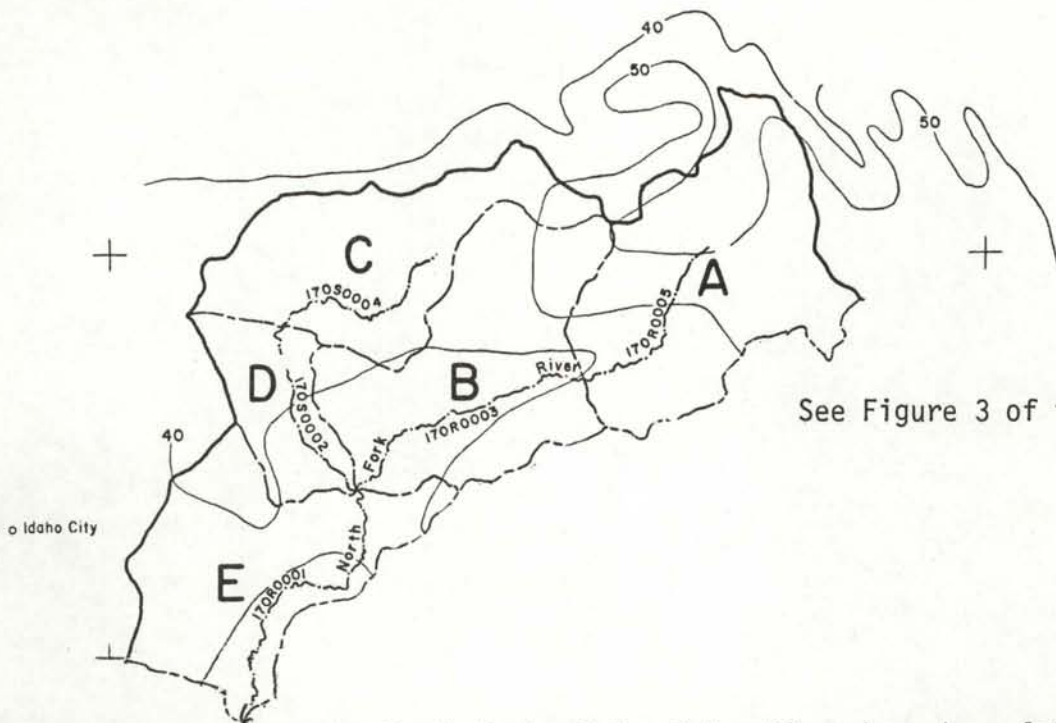 40
50
50
C
A
170S0004
170R0005
River
D
B
170S0002
170R0003
Fork
See Figure 3 of
40
Idaho City
North
E
170R0001